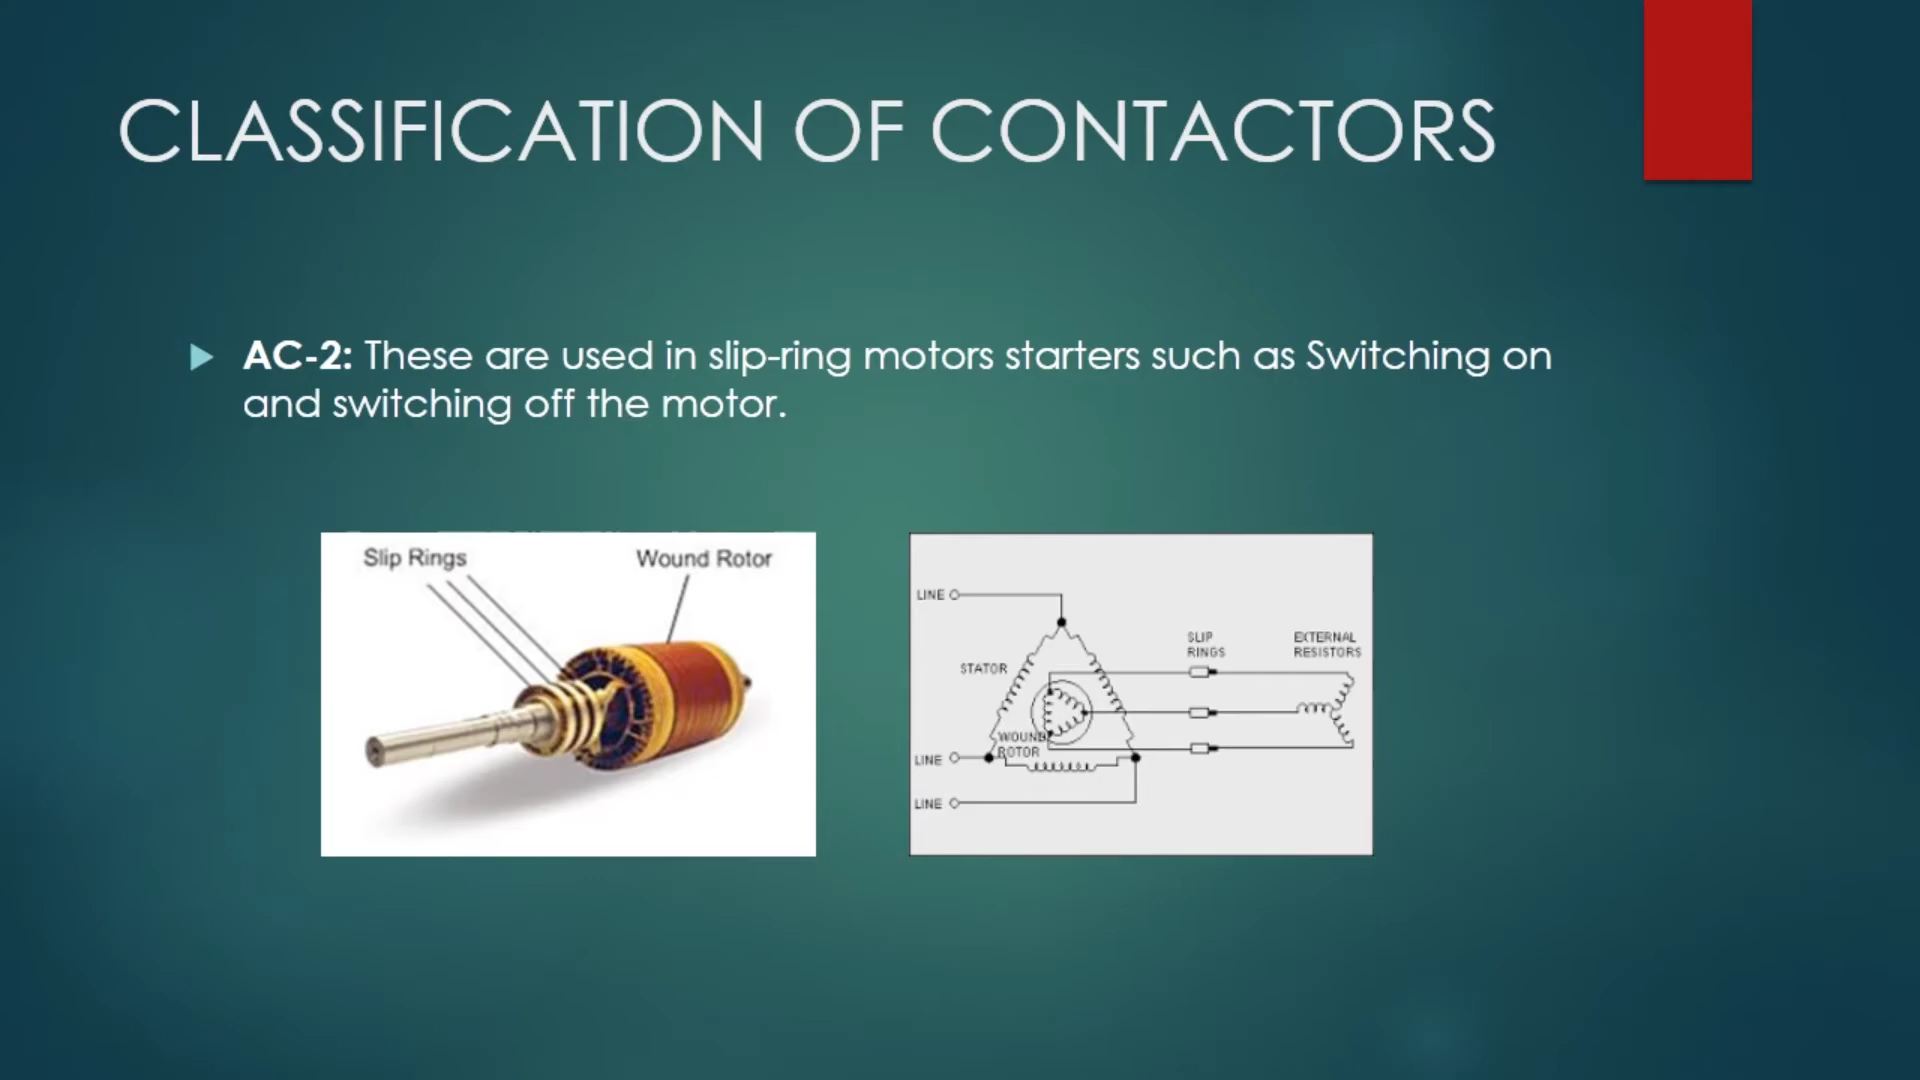 CLASSIFICATION OF CONTACTORS
AC-2: These are used in slip-ring motors starters such as Switching on
and switching off the motor.
Slip Rings
Wound Rotor
LINE
STATOR
SLIP
RINGS
EXTERNAL
RESISTORS
WOUND
ROTOR
LINE
LINE